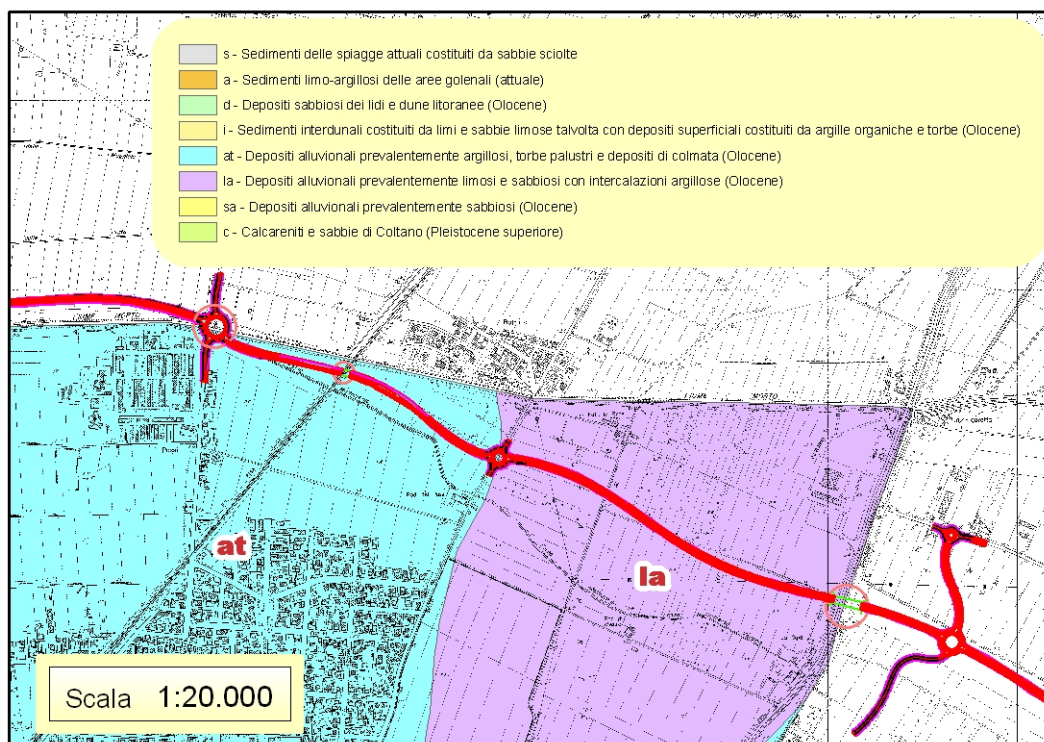 s - Sedimenti delle spiagge attuali costituiti da sabbie sciolte
a - Sedimenti limo-argillosi delle aree golenali (attuale)
d - Depositi sabbiosi dei lidi e dune litoranee (Olocene)
i - Sedimenti interdunali costituiti da limi e sabbie limose talvolta con depositi superficiali costituiti da argille organiche e torbe (Olocene)
at - Depositi alluvionali prevalentemente argillosi, torbe palustri e depositi di colmata (Olocene)
la - Depositi alluvionali prevalentemente limosi e sabbiosi con intercalazioni argillose (Olocene)
sa - Depositi alluvionali prevalentemente sabbiosi (Olocene)
c - Calcareniti e sabbie di Coltano (Pleistocene superiore)
FIUME MORTO
FIUME MORTO
at
la
Scala 1:20.000